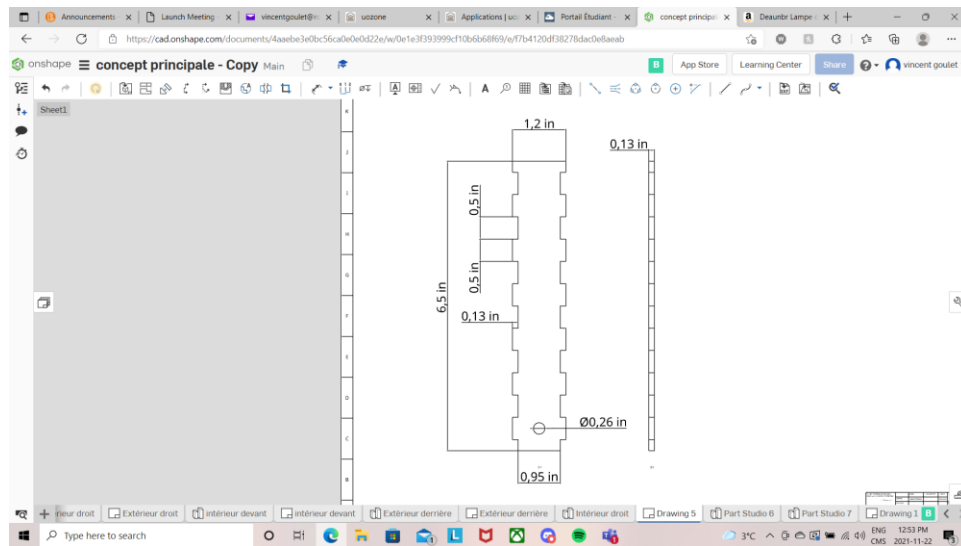 Announcements
Launch Meeting -
vincentgoulet@
uozone
Applications | uo
Portail Étudiant -
concept principa
Deaunbr Lampe
https://cad.onshape.com/documents/4aaebe3e0bc56ca0e0e0d22e/w/0e1e3f393999cf10b6b68f69/e/f7b4120df38278dac0e8aeab
onshape concept principale - Copy Main
App Store Learning Center Share vincent goulet
Sheet1
1,2 in
0,13 in
0,5 in
0,5 in
6,5 in
0,13 in
Ø0,26 in
0,95 in
rieur droit Extérieur droit intérieur devant intérieur devant Extérieur derrière Extérieur derrière Intérieur droit Drawing 5 Part Studio 6 Part Studio 7 Drawing 1
Type here to search
3°C ENG 12:53 PM
CMS 2021-11-22